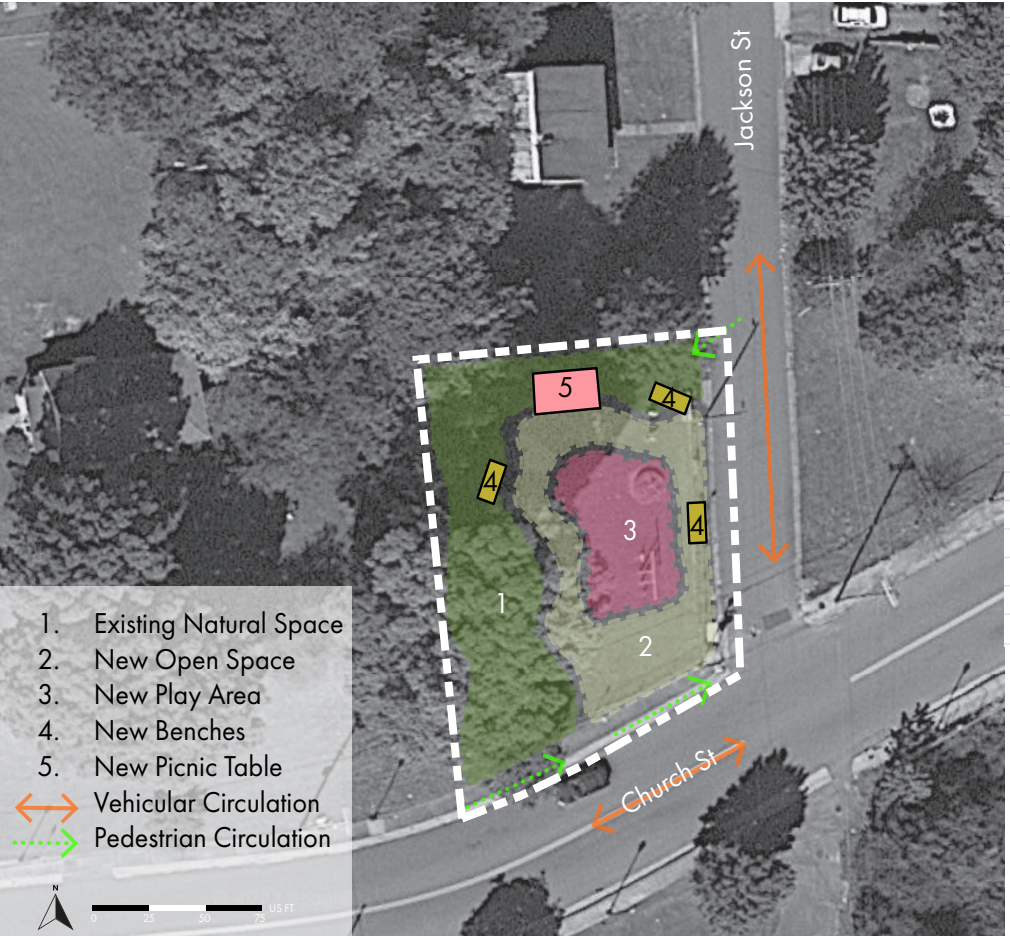 Jackson St
5
4
4
4
3
1
2
Church St
1. Existing Natural Space
2. New Open Space
3. New Play Area
4. New Benches
5. New Picnic Table
Vehicular Circulation
Pedestrian Circulation
N
0 25 50 75 US FT